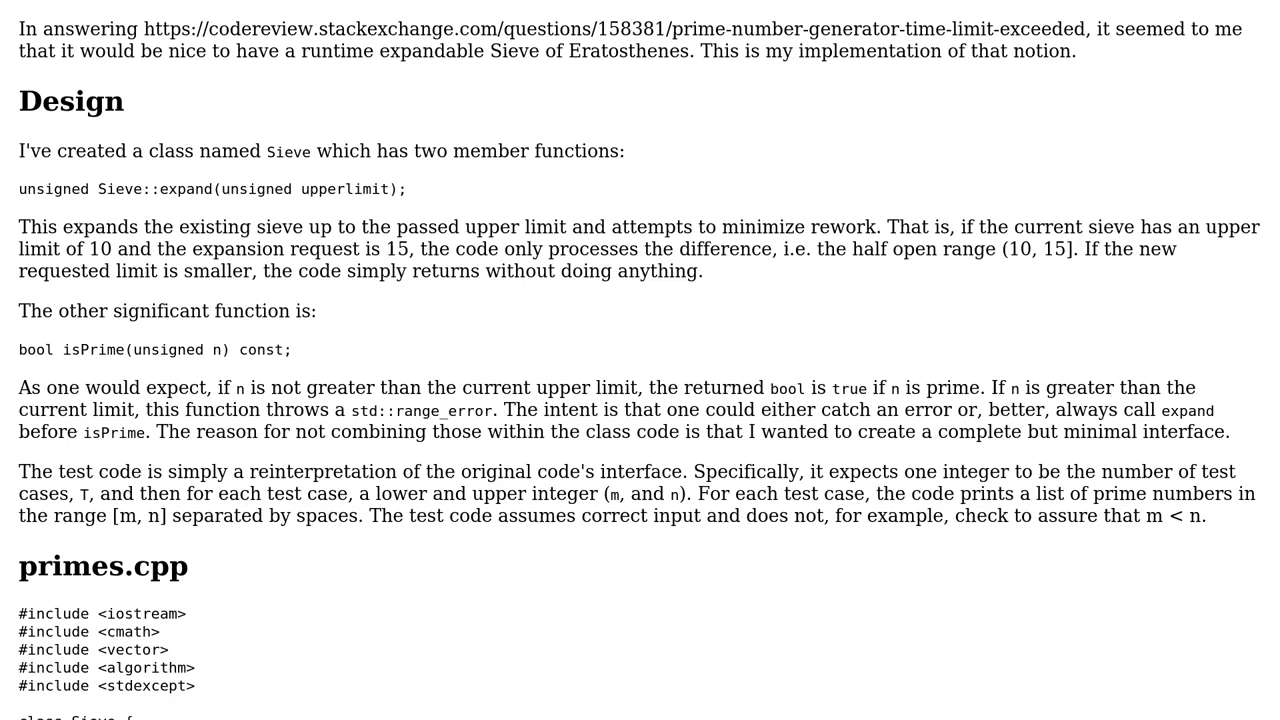 In answering https://codereview.stackexchange.com/questions/158381/prime-number-generator-time-limit-exceeded, it seemed to me
that it would be nice to have a runtime expandable Sieve of Eratosthenes. This is my implementation of that notion.
Design
I've created a class named Sieve which has two member functions:
unsigned Sieve::expand(unsigned upperlimit);
This expands the existing sieve up to the passed upper limit and attempts to minimize rework. That is, if the current sieve has an upper
limit of 10 and the expansion request is 15, the code only processes the difference, i.e. the half open range (10, 15]. If the new
requested limit is smaller, the code simply returns without doing anything.
The other significant function is:
bool isPrime(unsigned n) const;
As one would expect, if n is not greater than the current upper limit, the returned bool is true if n is prime. If n is greater than the
current limit, this function throws a std::range_error. The intent is that one could either catch an error or, better, always call expand
before isPrime. The reason for not combining those within the class code is that I wanted to create a complete but minimal interface.
The test code is simply a reinterpretation of the original code's interface. Specifically, it expects one integer to be the number of test
cases, T, and then for each test case, a lower and upper integer (m, and n). For each test case, the code prints a list of prime numbers in
the range [m, n] separated by spaces. The test code assumes correct input and does not, for example, check to assure that m < n.
primes.cpp
#include <iostream>
#include <cmath>
#include <vector>
#include <algorithm>
#include <stdexcept>
class Sieve {